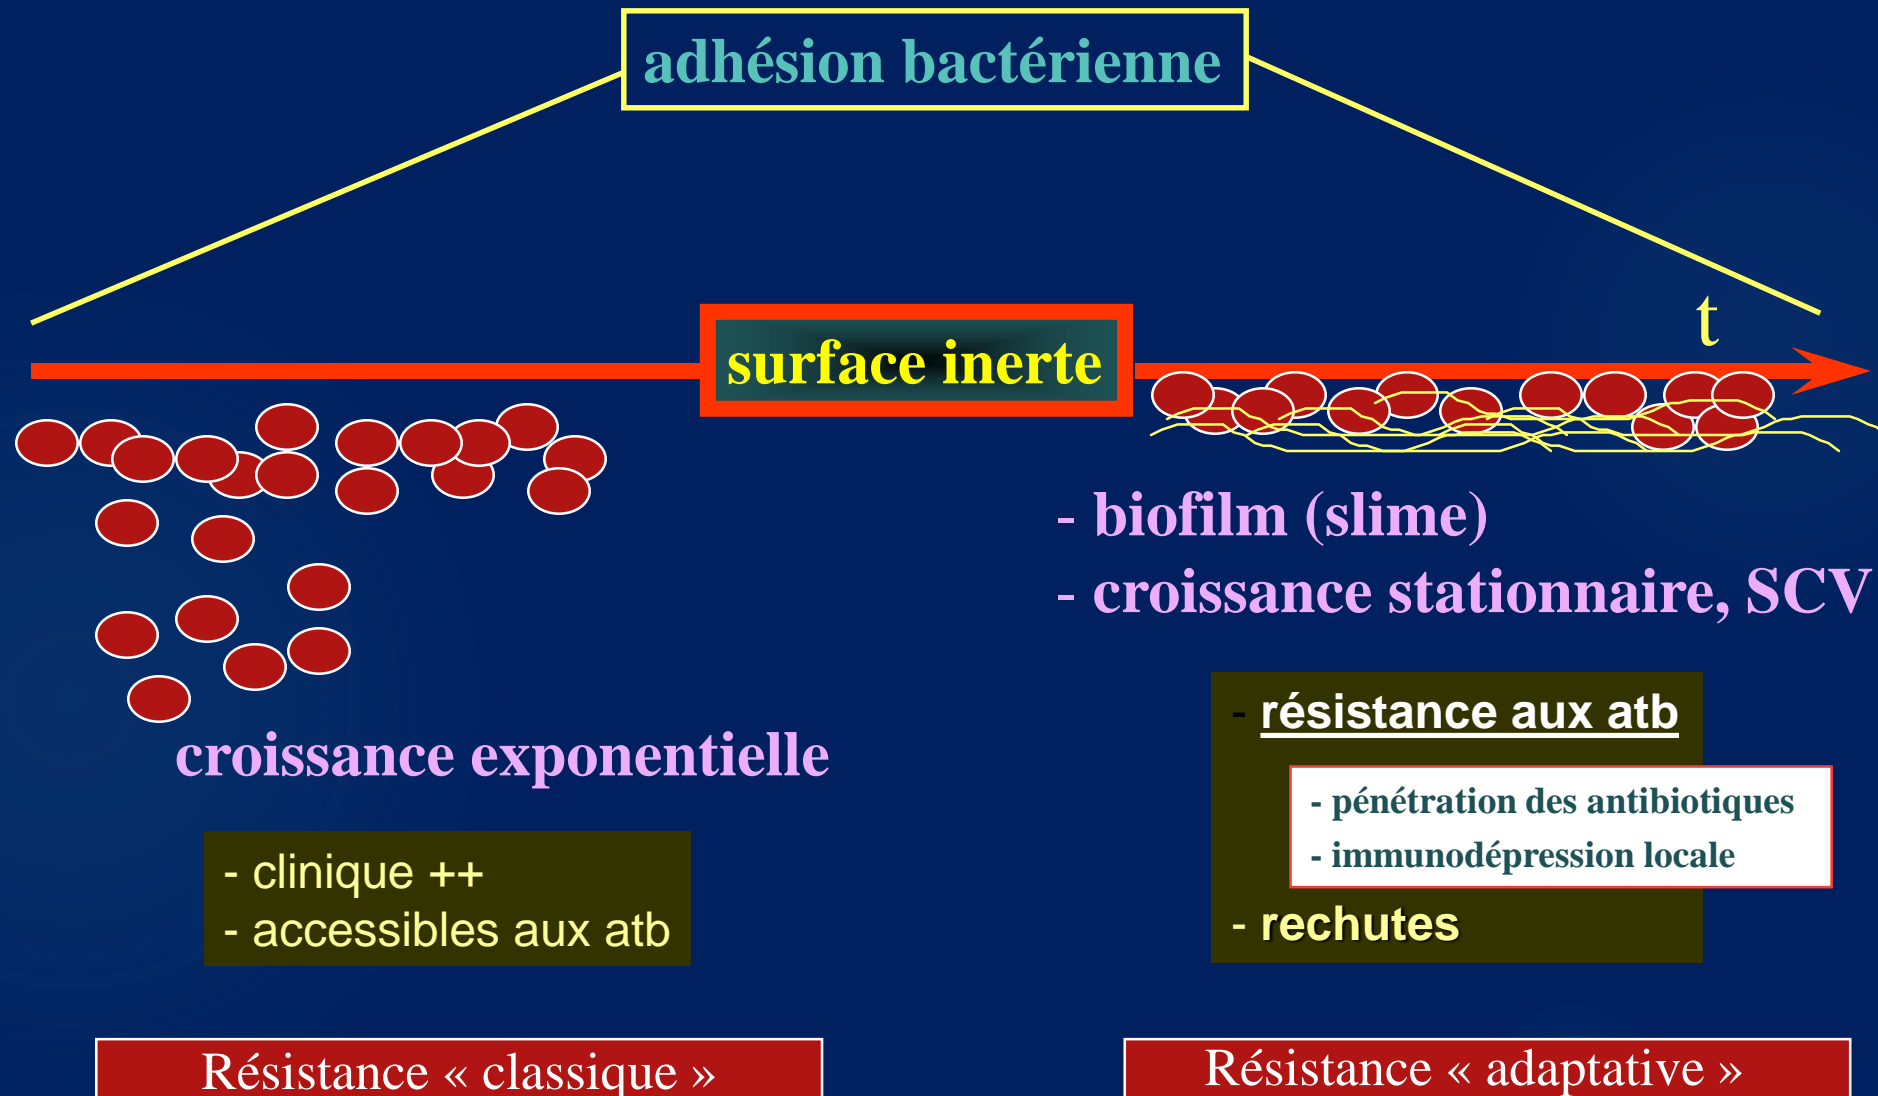 adhésion bactérienne
t
surface inerte
- biofilm (slime)
- croissance stationnaire, SCV
croissance exponentielle
- clinique ++
- accessibles aux atb
- résistance aux atb
- pénétration des antibiotiques
- immunodépression locale
- rechutes
Résistance « classique »
Résistance « adaptative »